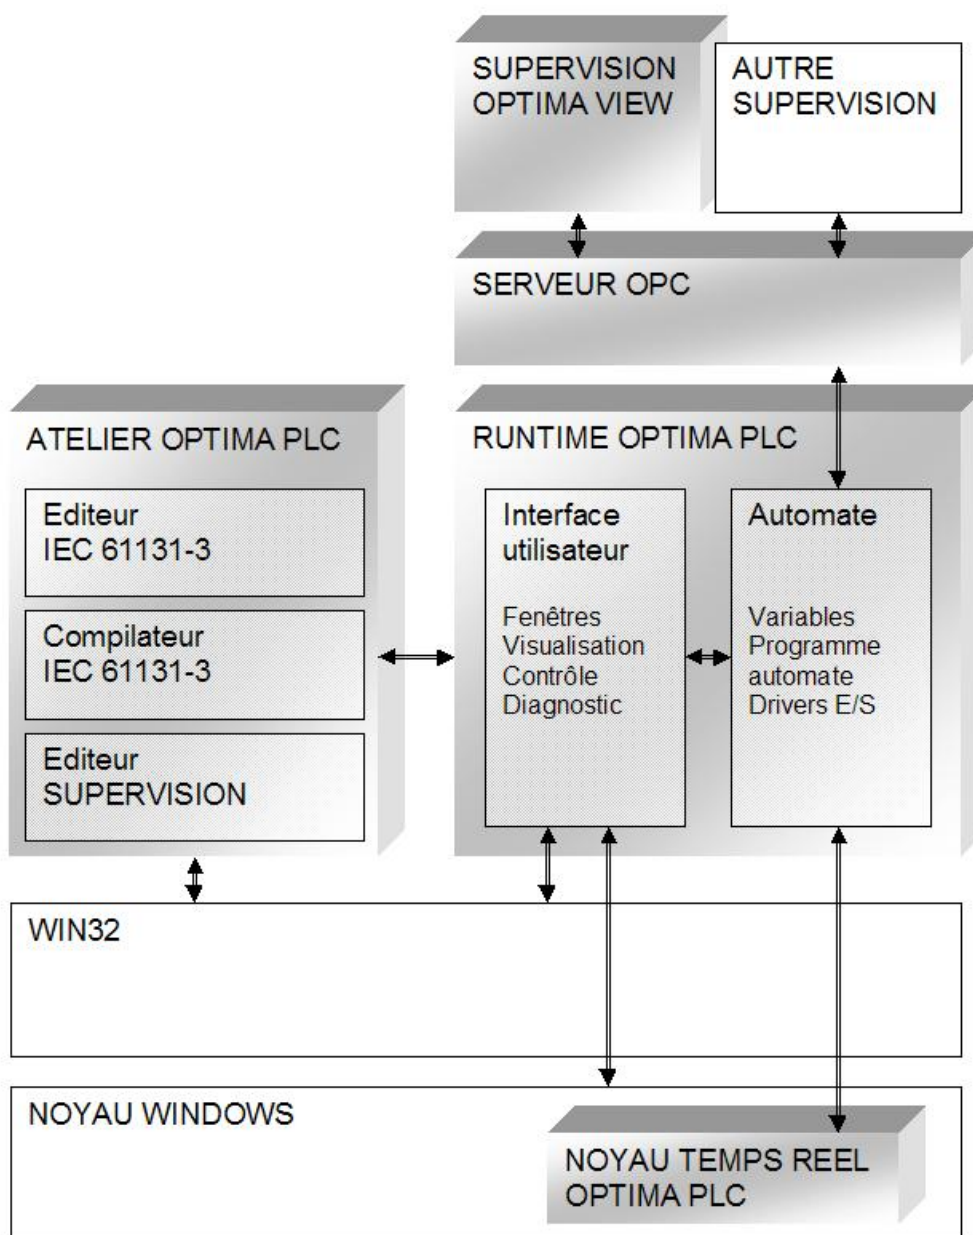 SUPERVISION
OPTIMA VIEW
AUTRE
SUPERVISION
SERVEUR OPC
ATELIER OPTIMA PLC
Editeur
IEC 61131-3
Compilateur
IEC 61131-3
Editeur
SUPERVISION
RUNTIME OPTIMA PLC
Interface
utilisateur
Fenêtres
Visualisation
Contrôle
Diagnostic
Automate
Variables
Programme
automate
Drivers E/S
WIN32
NOYAU WINDOWS
NOYAU TEMPS REEL
OPTIMA PLC